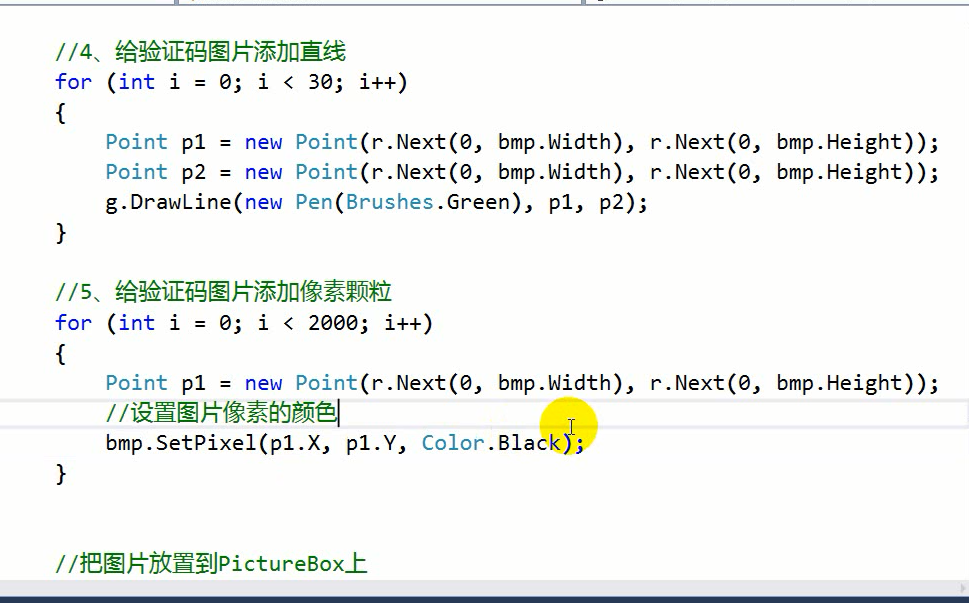 //4、给验证码图片添加直线
for (int i = 0; i < 30; i++)
{
Point p1 = new Point(r.Next(0, bmp.Width), r.Next(0, bmp.Height));
Point p2 = new Point(r.Next(0, bmp.Width), r.Next(0, bmp.Height));
g.DrawLine(new Pen(Brushes.Green), p1, p2);
}
//5、给验证码图片添加像素颗粒
for (int i = 0; i < 2000; i++)
{
Point p1 = new Point(r.Next(0, bmp.Width), r.Next(0, bmp.Height));
//设置图片像素的颜色
bmp.SetPixel(p1.X, p1.Y, Color.Black);
}
//把图片放置到PictureBox上